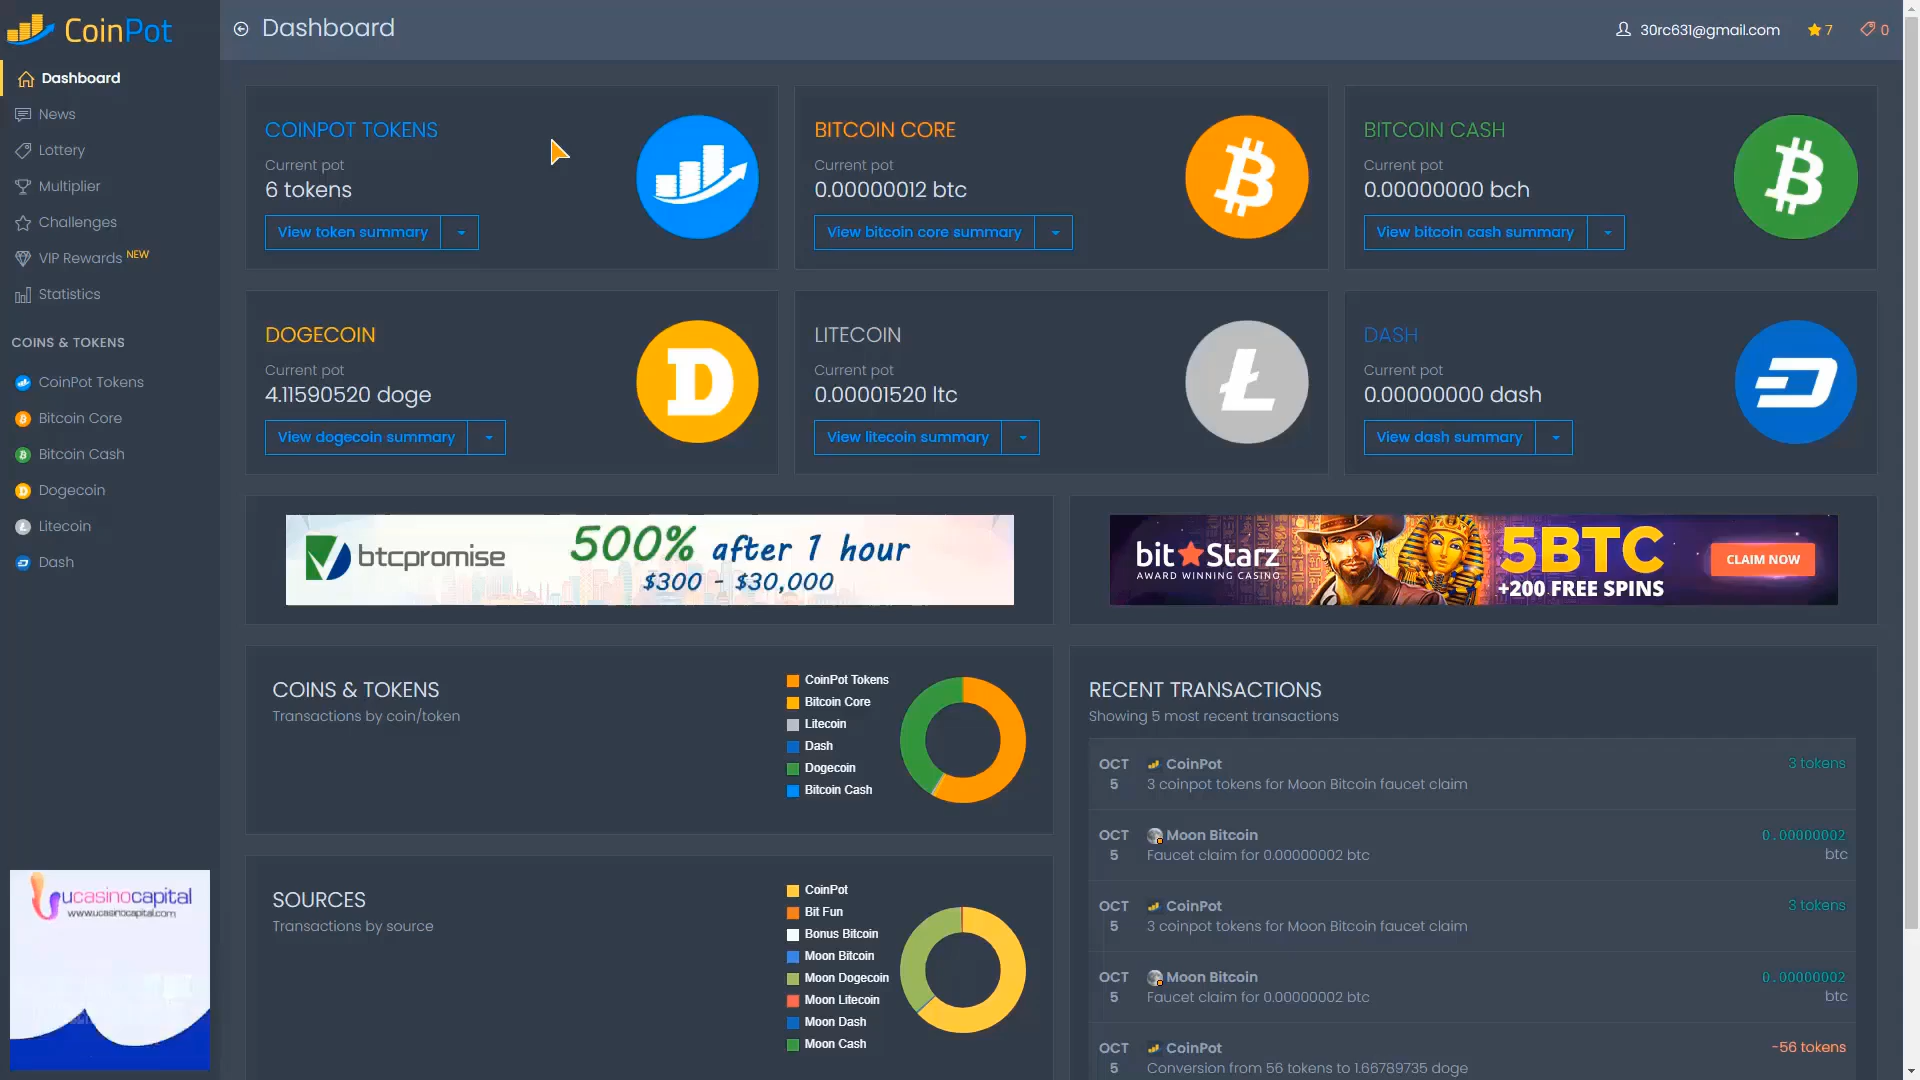 CoinPot
Dashboard
30rc631@gmail.com
7
0
Dashboard
News
Lottery
Multiplier
Challenges
VIP Rewards NEW
Statistics
COINS & TOKENS
CoinPot Tokens
Bitcoin Core
Bitcoin Cash
Dogecoin
Litecoin
Dash
ucasinocapital
www.ucasinocapital.com
COINPOT TOKENS
Current pot
6 tokens
View token summary
BITCOIN CORE
Current pot
0.00000012 btc
View bitcoin core summary
BITCOIN CASH
Current pot
0.00000000 bch
View bitcoin cash summary
DOGECOIN
Current pot
4.11590520 doge
View dogecoin summary
LITECOIN
Current pot
0.00001520 ltc
View litecoin summary
DASH
Current pot
0.00000000 dash
View dash summary
btcpromise
500% after 1 hour
$300 - $30,000
bit Starz
AWARD WINNING CASINO
5BTC
+200 FREE SPINS
CLAIM NOW
COINS & TOKENS
Transactions by coin/token
CoinPot Tokens
Bitcoin Core
Litecoin
Dash
Dogecoin
Bitcoin Cash
SOURCES
Transactions by source
CoinPot
Bit Fun
Bonus Bitcoin
Moon Bitcoin
Moon Dogecoin
Moon Litecoin
Moon Dash
Moon Cash
RECENT TRANSACTIONS
Showing 5 most recent transactions
OCT 5 CoinPot 3 tokens
3 coinpot tokens for Moon Bitcoin faucet claim
OCT 5 Moon Bitcoin 0.00000002 btc
Faucet claim for 0.00000002 btc
OCT 5 CoinPot 3 tokens
3 coinpot tokens for Moon Bitcoin faucet claim
OCT 5 Moon Bitcoin 0.00000002 btc
Faucet claim for 0.00000002 btc
OCT 5 CoinPot -56 tokens
Conversion from 56 tokens to 1.66789735 doge